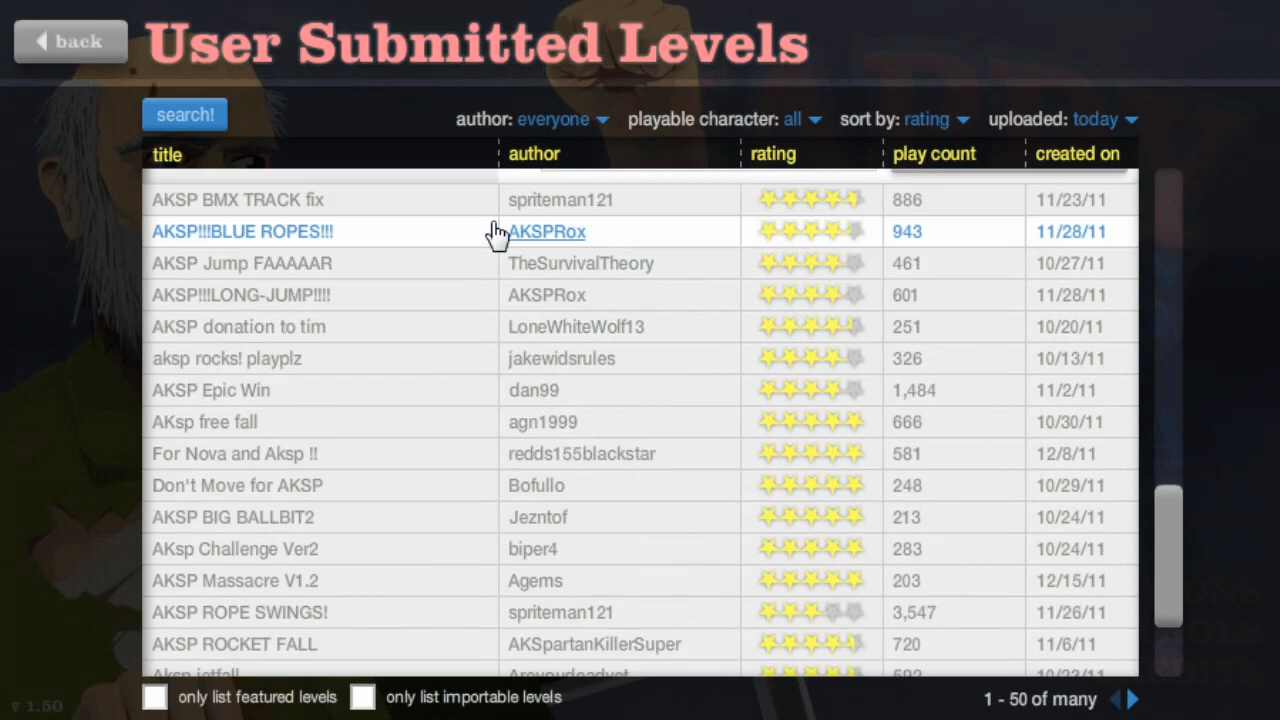 back
User Submitted Levels
search!
author: everyone playable character: all sort by: rating uploaded: today
title author rating play count created on
AKSP BMX TRACK fix spriteman121 886 11/23/11
AKSP!!!BLUE ROPES!!! AKSPRox 943 11/28/11
AKSP Jump FAAAAAR TheSurvivalTheory 461 10/27/11
AKSP!!!LONG-JUMP!!!! AKSPRox 601 11/28/11
AKSP donation to tim LoneWhiteWolf13 251 10/20/11
aksp rocks! playplz jakewidsrules 326 10/13/11
AKSP Epic Win dan99 1,484 11/2/11
AKsp free fall agn1999 666 10/30/11
For Nova and Aksp !! redds155blackstar 581 12/8/11
Don't Move for AKSP Bofullo 248 10/29/11
AKSP BIG BALLBIT2 Jezntof 213 10/24/11
AKsp Challenge Ver2 biper4 283 10/24/11
AKSP Massacre V1.2 Agems 203 12/15/11
AKSP ROPE SWINGS! spriteman121 3,547 11/26/11
AKSP ROCKET FALL AKSpartanKillerSuper 720 11/6/11
only list featured levels only list importable levels 1 - 50 of many
v 1.50